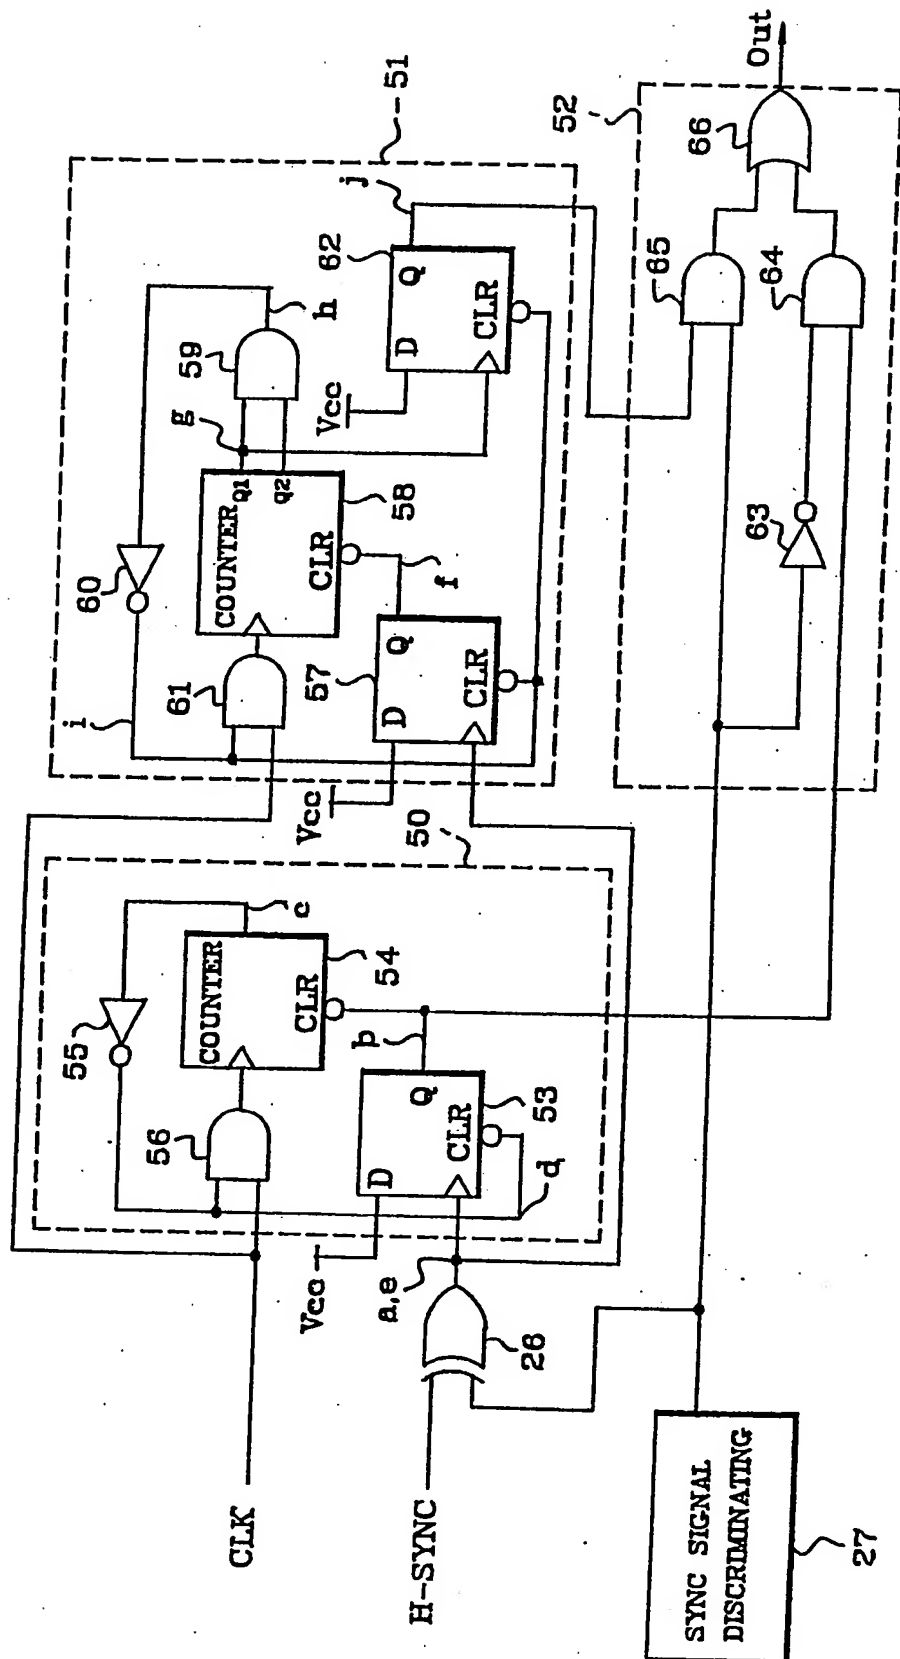 CLK
H-SYNC
SYNC SIGNAL
DISCRIMINATING
27
26
a,e
Vcc
50
55
COUNTER
CLR
c
54
56
b
D
Q
CLR
53
d
51
i
60
61
COUNTER
Q1
Q2
CLR
58
g
59
h
f
Vcc
57
D
Q
CLR
Vcc
62
D
Q
CLR
j
52
63
64
65
66
Out